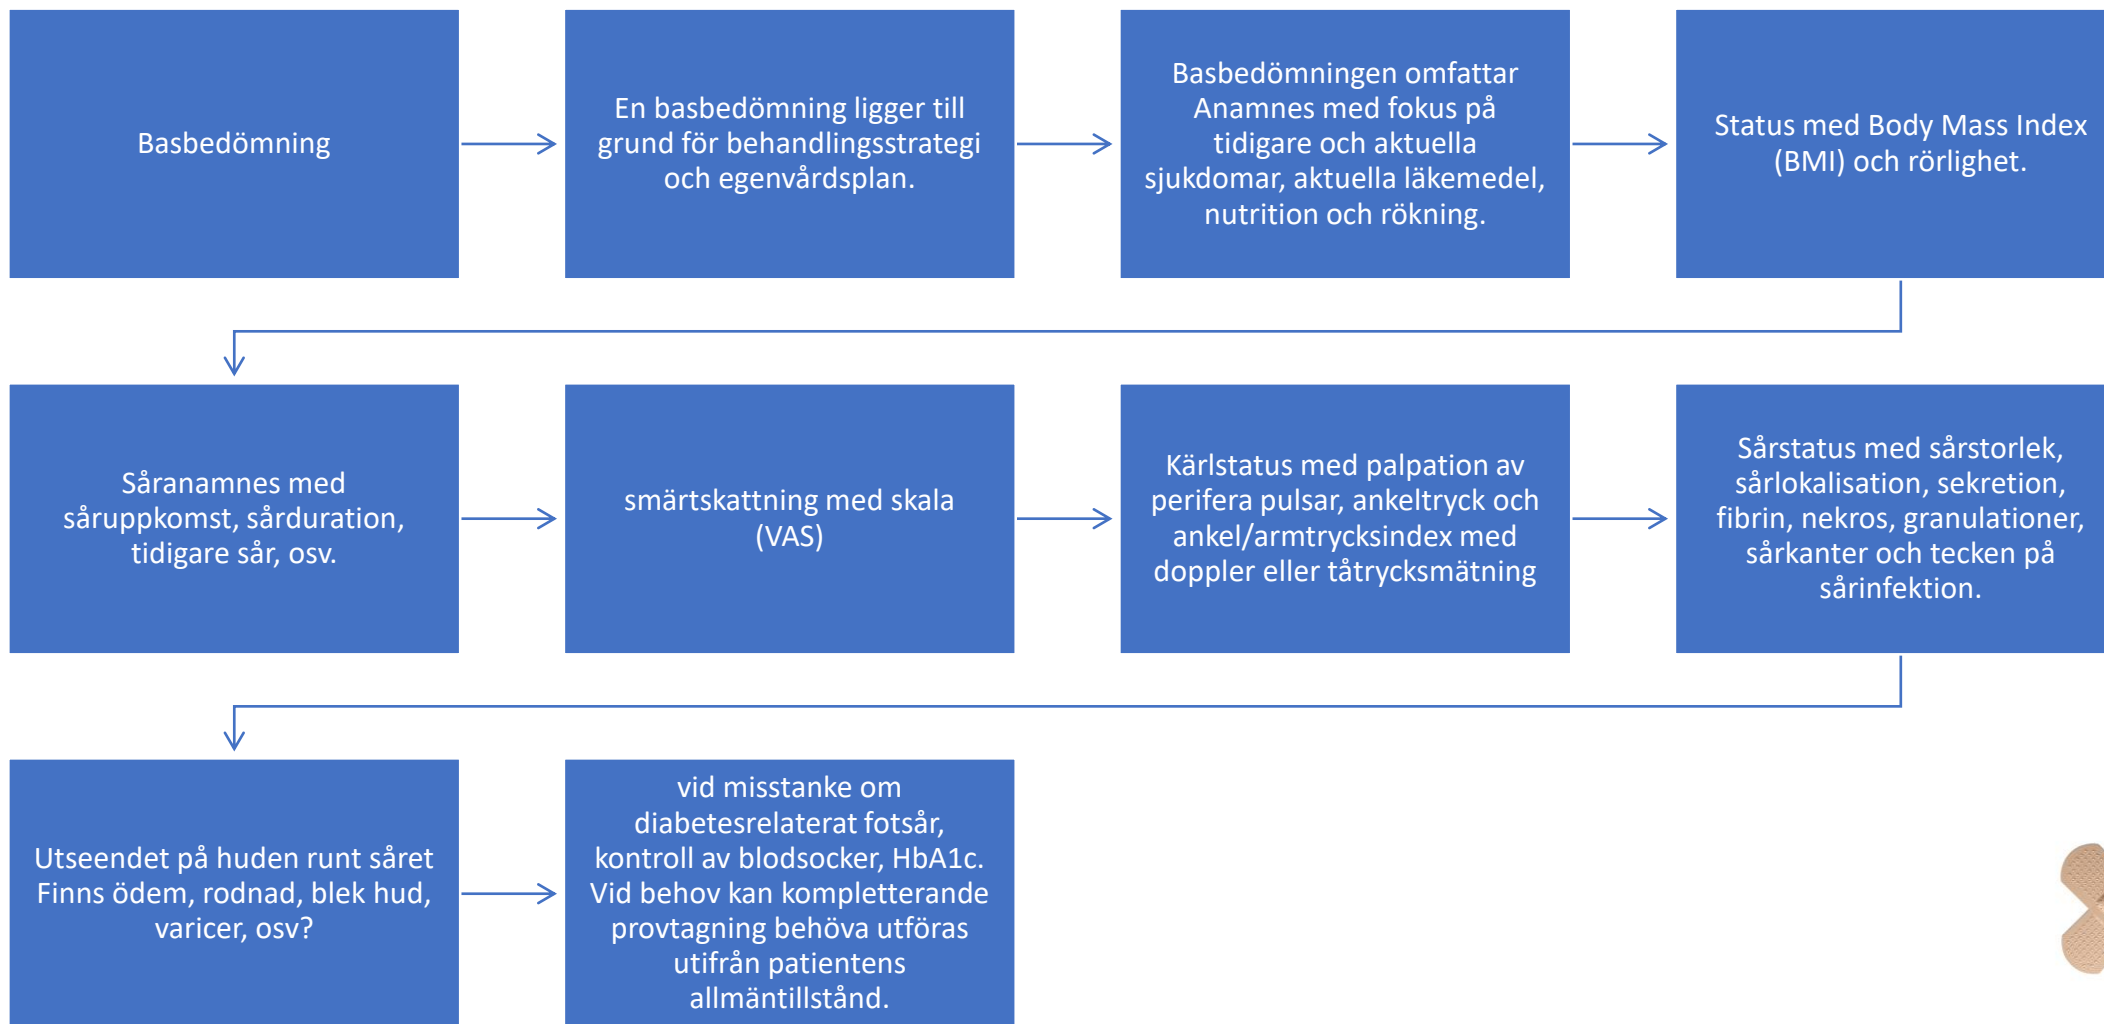 Basbedömning
En basbedömning ligger till
grund för behandlingsstrategi
och egenvårdsplan.
Basbedömningen omfattar
Anamnes med fokus på
tidigare och aktuella
sjukdomar, aktuella läkemedel,
nutrition och rökning.
Status med Body Mass Index
(BMI) och rörlighet.
Såranamnes med
såruppkomst, sårduration,
tidigare sår, osv.
smärtskattning med skala
(VAS)
Kärlstatus med palpation av
perifera pulsar, ankeltryck och
ankel/armtrycksindex med
doppler eller tåtrycksmätning
Sårstatus med sårstorlek,
sårlokalisation, sekretion,
fibrin, nekros, granulationer,
sårkanter och tecken på
sårinfektion.
Utseendet på huden runt såret
Finns ödem, rodnad, blek hud,
varicer, osv?
vid misstanke om
diabetesrelaterat fotsår,
kontroll av blodsocker, HbA1c.
Vid behov kan kompletterande
provtagning behöva utföras
utifrån patientens
allmäntillstånd.